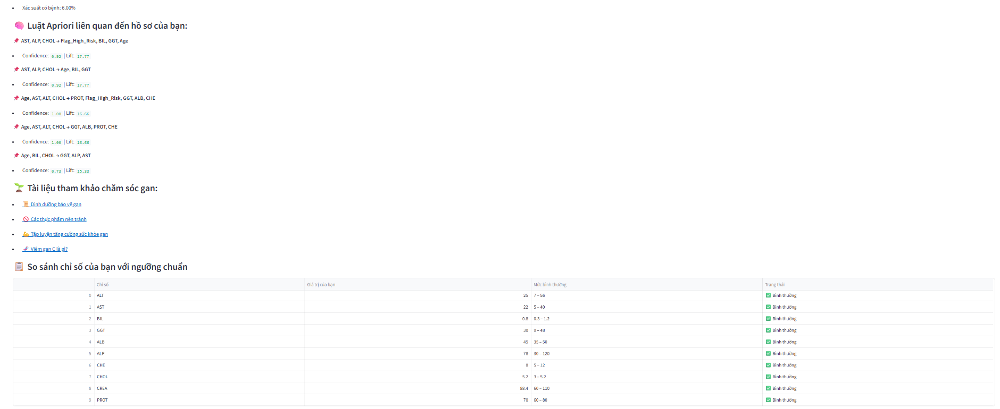 Xác suất có bệnh: 6.00%
Luật Apriori liên quan đến hồ sơ của bạn:
AST, ALP, CHOL → Flag_High_Risk, BIL, GGT, Age
Confidence: 0.92 | Lift: 17.77
AST, ALP, CHOL → Age, BIL, GGT
Confidence: 0.92 | Lift: 17.77
Age, AST, ALT, CHOL → PROT, Flag_High_Risk, GGT, ALB, CHE
Confidence: 1.00 | Lift: 16.66
Age, AST, ALT, CHOL → GGT, ALB, PROT, CHE
Confidence: 1.00 | Lift: 16.66
Age, BIL, CHOL → GGT, ALP, AST
Confidence: 0.73 | Lift: 15.33
Tài liệu tham khảo chăm sóc gan:
Dinh dưỡng bảo vệ gan
Các thực phẩm nên tránh
Tập luyện tăng cường sức khỏe gan
Viêm gan C là gì?
So sánh chỉ số của bạn với ngưỡng chuẩn
Chỉ số Giá trị của bạn Mức bình thường Trạng thái
0 ALT 25 7 – 56 Bình thường
1 AST 22 5 – 40 Bình thường
2 BIL 0.8 0.3 – 1.2 Bình thường
3 GGT 30 9 – 48 Bình thường
4 ALB 45 35 – 50 Bình thường
5 ALP 78 30 – 120 Bình thường
6 CHE 8 5 – 12 Bình thường
7 CHOL 5.2 3 – 5.2 Bình thường
8 CREA 88.4 60 – 110 Bình thường
9 PROT 70 60 – 80 Bình thường